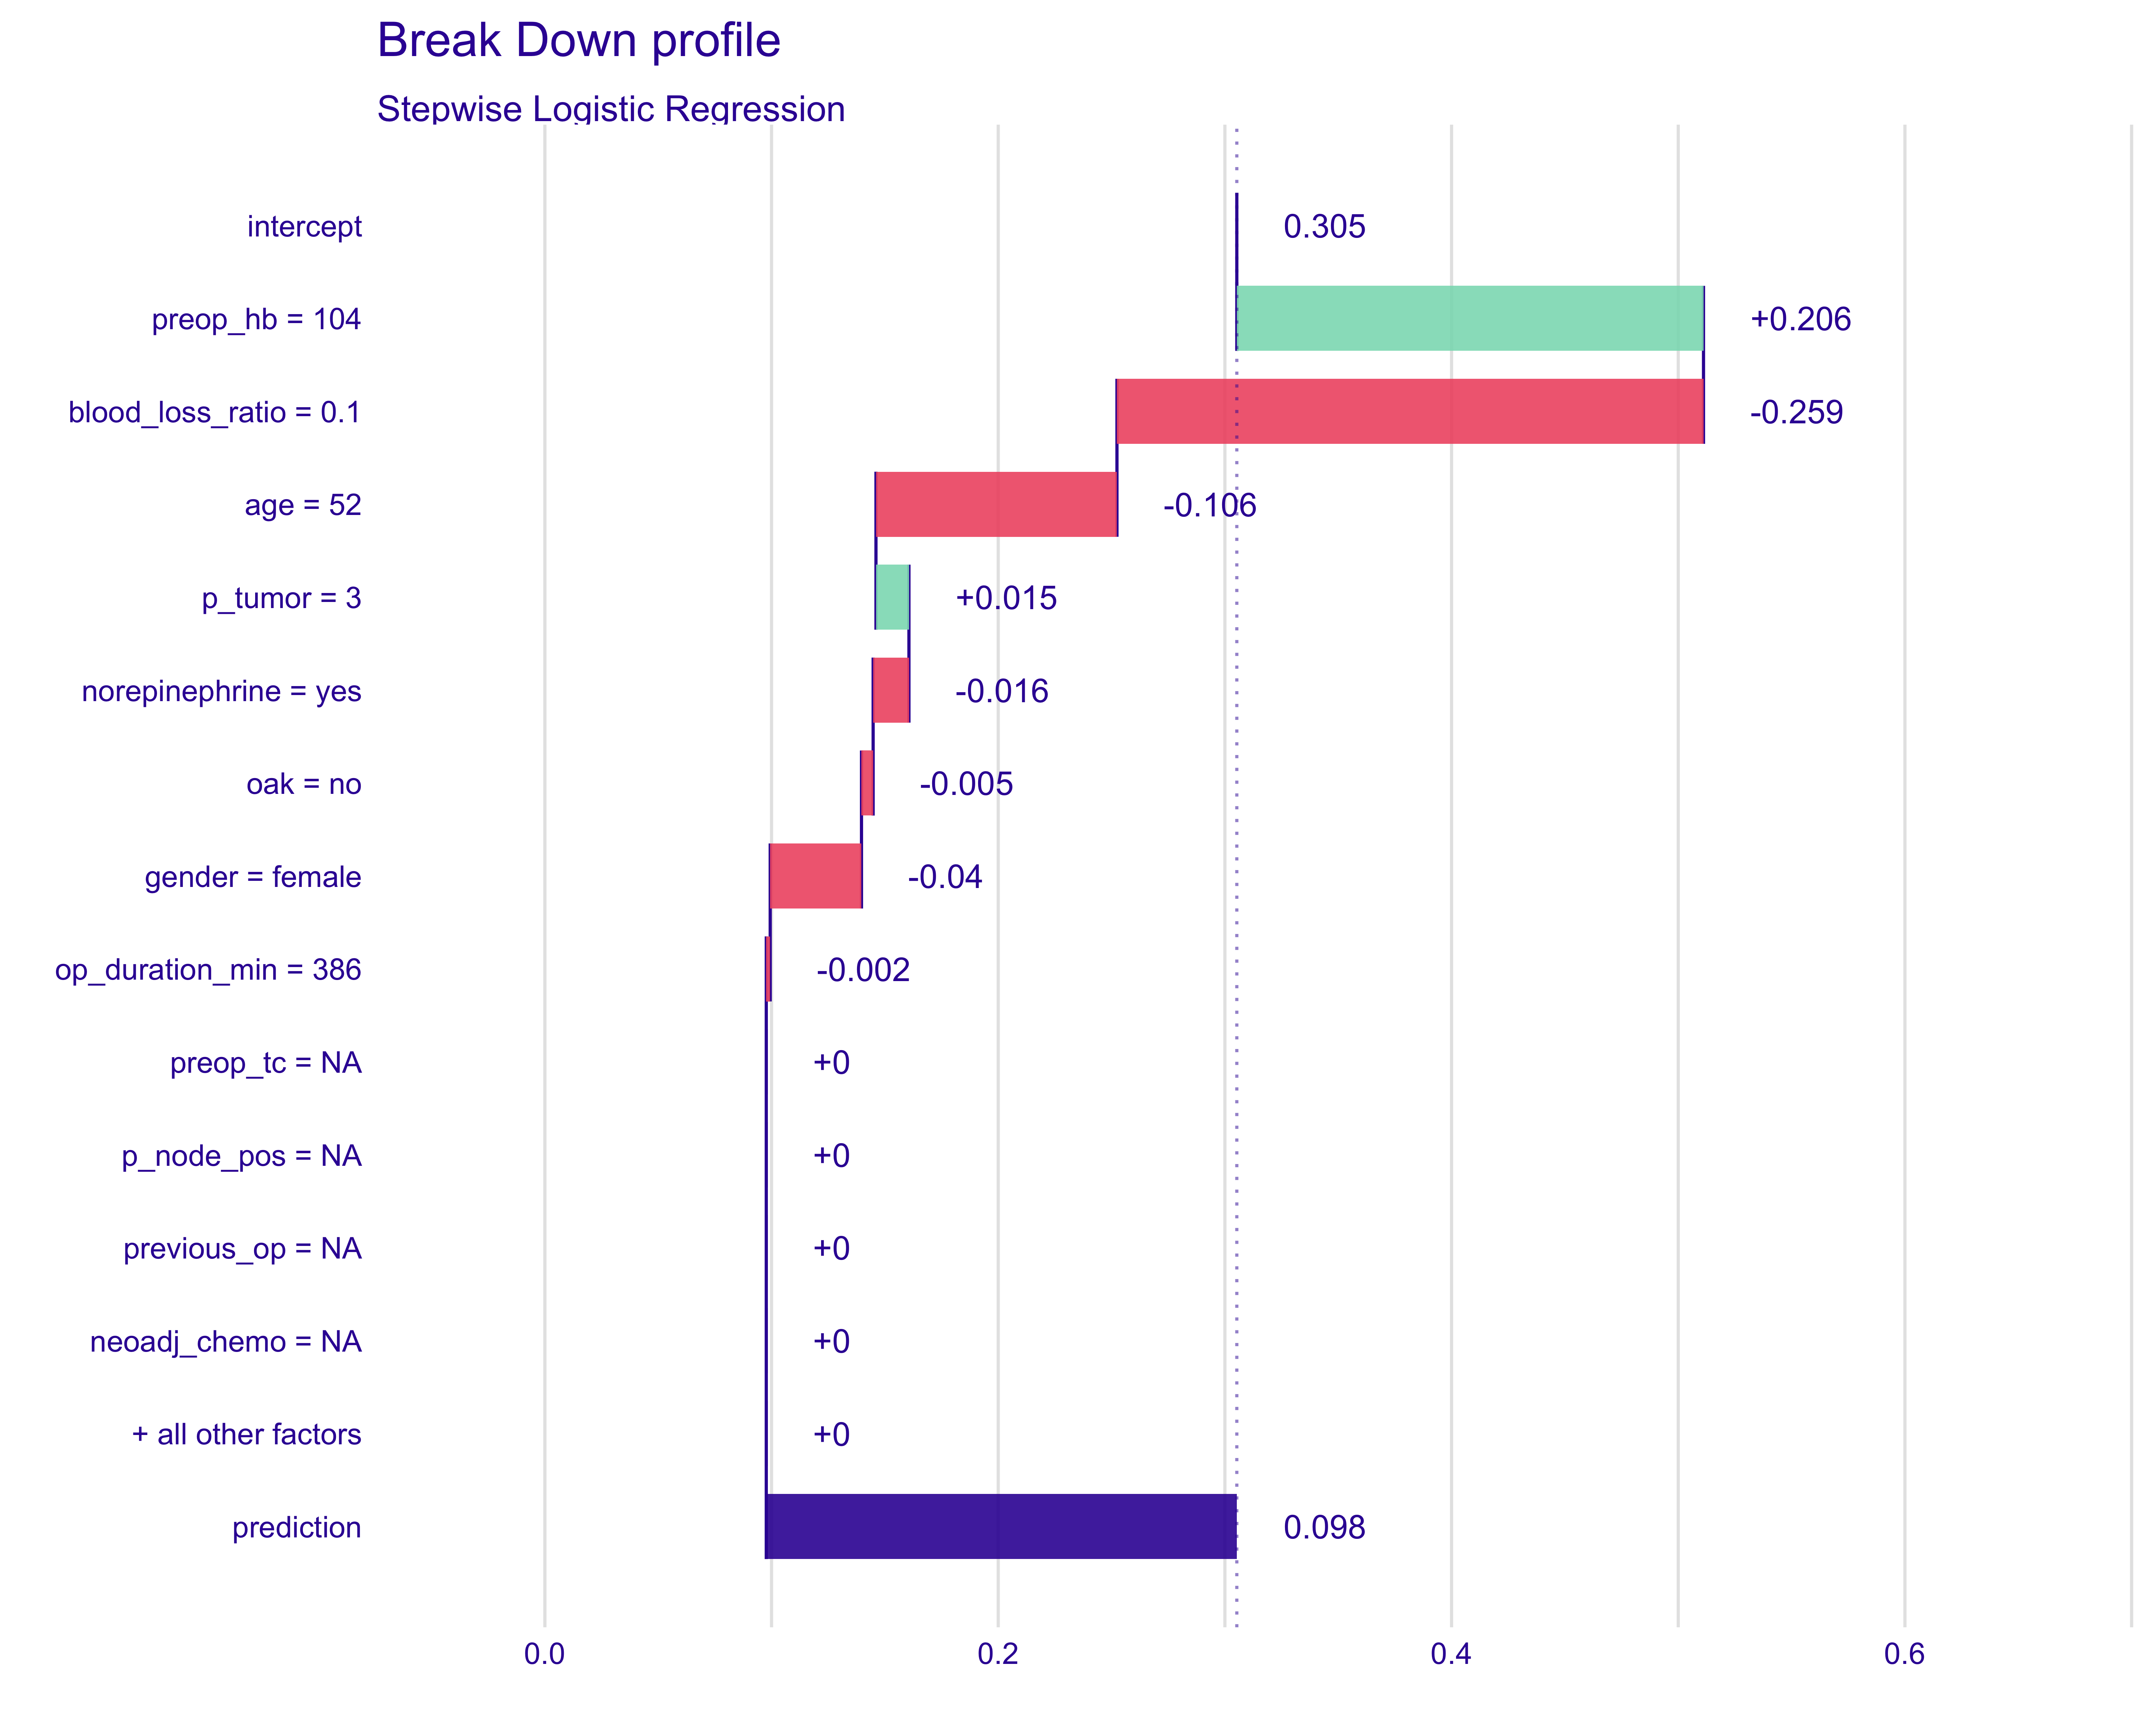 Break Down profile
Stepwise Logistic Regression
intercept 0.305
preop_hb = 104 +0.206
blood_loss_ratio = 0.1 -0.259
age = 52 -0.106
p_tumor = 3 +0.015
norepinephrine = yes -0.016
oak = no -0.005
gender = female -0.04
op_duration_min = 386 -0.002
preop_tc = NA +0
p_node_pos = NA +0
previous_op = NA +0
neoadj_chemo = NA +0
+ all other factors +0
prediction 0.098
0.0 0.2 0.4 0.6